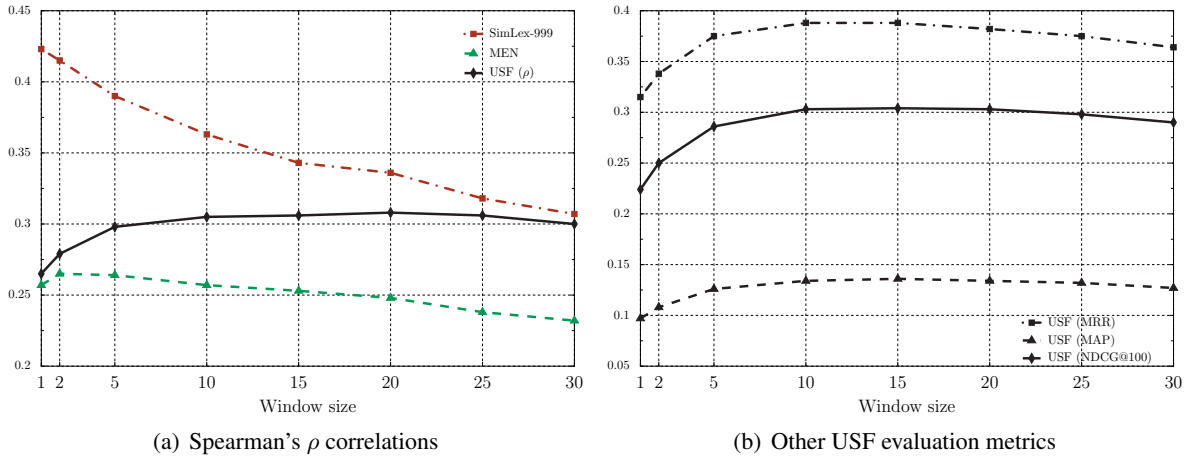 0.45
0.4
0.35
0.3
0.25
0.2
1 2 5 10 15 20 25 30
Window size
SimLex-999
MEN
USF (ρ)
(a) Spearman's ρ correlations
0.4
0.35
0.3
0.25
0.2
0.15
0.1
0.05
1 2 5 10 15 20 25 30
Window size
USF (MRR)
USF (MAP)
USF (NDCG@100)
(b) Other USF evaluation metrics